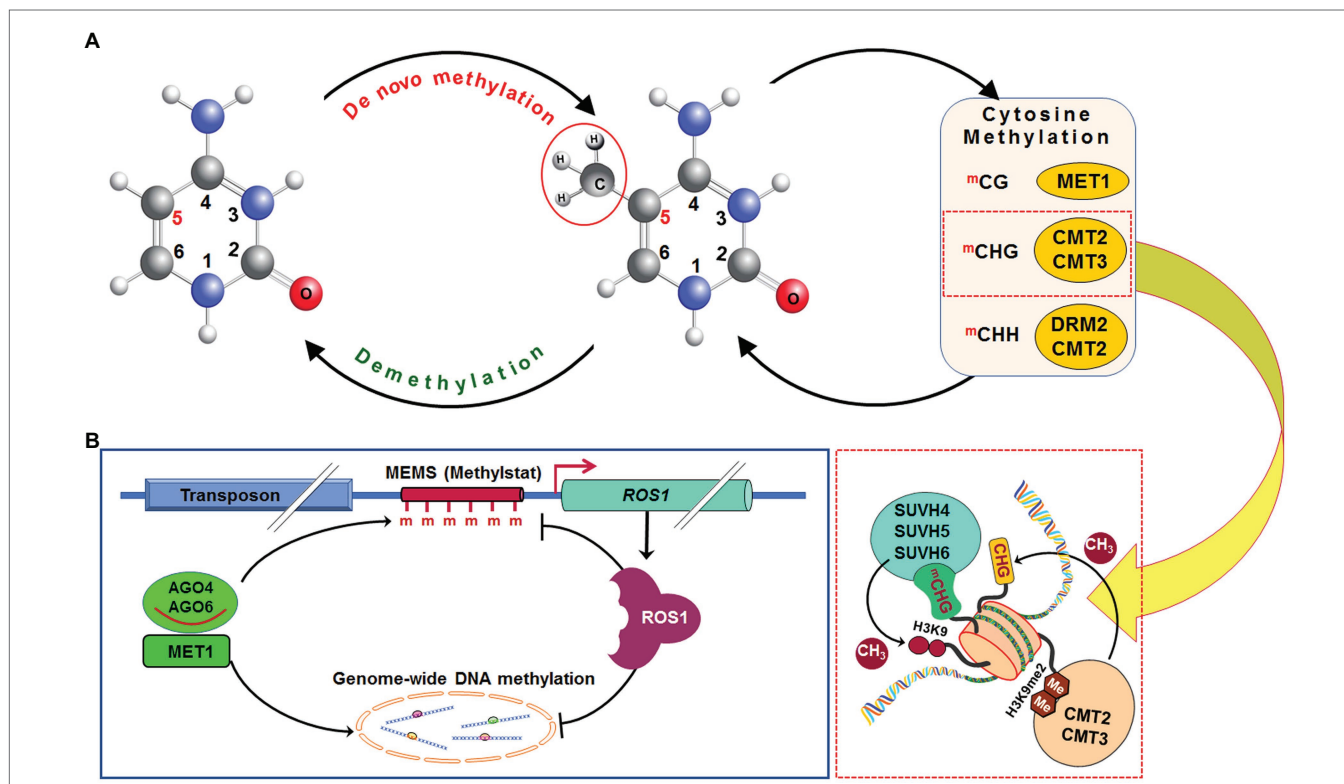 A
De novo methylation
Demethylation
4
5
3
6
2
1
O
H
H
H
C
4
5
3
6
2
1
O
Cytosine
Methylation
mCG
MET1
mCHG
CMT2
CMT3
mCHH
DRM2
CMT2
B
MEMS (Methylstat)
Transposon
ROS1
m m m m m m
AGO4
AGO6
MET1
ROS1
Genome-wide DNA methylation
SUVH4
SUVH5
SUVH6
mCHG
CHG
CH3
H3K9
CH3
H3K9me2
Me
Me
CMT2
CMT3